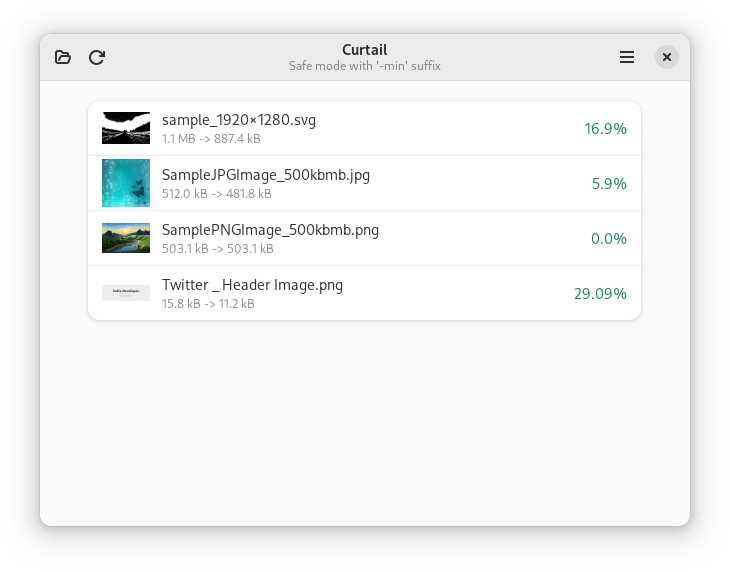 Curtail
Safe mode with '-min' suffix
sample_1920×1280.svg
1.1 MB -> 887.4 kB
16.9%
SampleJPGImage_500kbmb.jpg
512.0 kB -> 481.8 kB
5.9%
SamplePNGImage_500kbmb.png
503.1 kB -> 503.1 kB
0.0%
Twitter _ Header Image.png
15.8 kB -> 11.2 kB
29.09%